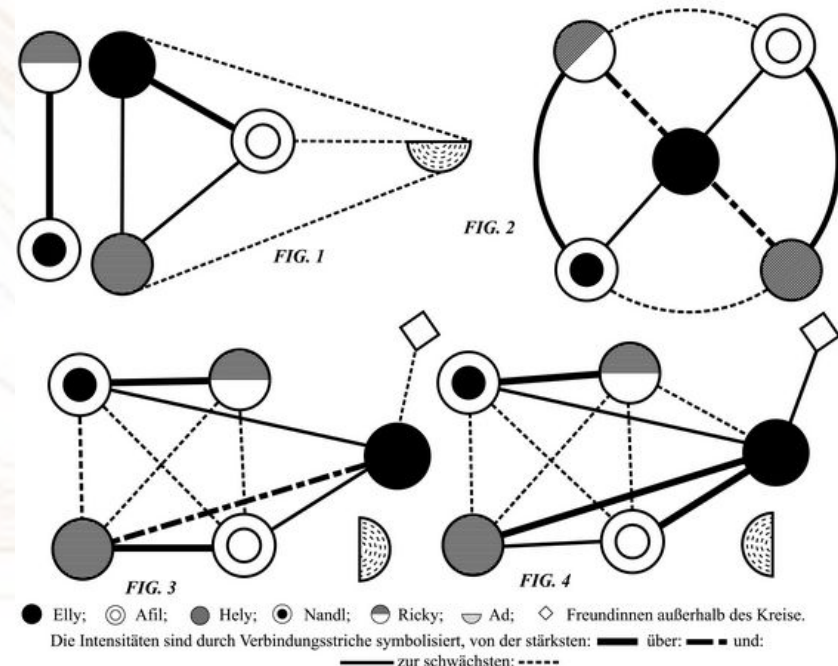 FIG. 1
FIG. 2
FIG. 3
FIG. 4
Elly; Afil; Hely; Nandl; Ricky; Ad; Freundinnen außerhalb des Kreise.
Die Intensitäten sind durch Verbindungsstriche symbolisiert, von der stärksten: über: und:
zur schwächsten: